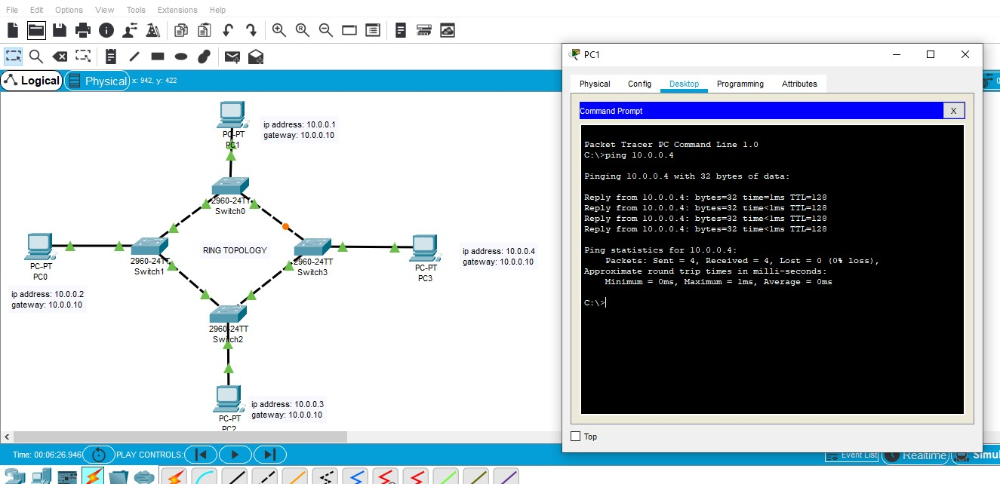 File Edit Options View Tools Extensions Help
Logical Physical x: 942, y: 422
PC-PT
PC1
ip address: 10.0.0.1
gateway: 10.0.0.10
2960-24TT
Switch0
PC-PT
PC0
ip address: 10.0.0.2
gateway: 10.0.0.10
2960-24TT
Switch1
RING TOPOLOGY
2960-24TT
Switch3
PC-PT
PC3
ip address: 10.0.0.4
gateway: 10.0.0.10
2960-24TT
Switch2
PC-PT
PC2
ip address: 10.0.0.3
gateway: 10.0.0.10
PC1
Physical Config Desktop Programming Attributes
Command Prompt X
Packet Tracer PC Command Line 1.0
C:\>ping 10.0.0.4
Pinging 10.0.0.4 with 32 bytes of data:
Reply from 10.0.0.4: bytes=32 time=1ms TTL=128
Reply from 10.0.0.4: bytes=32 time<1ms TTL=128
Reply from 10.0.0.4: bytes=32 time<1ms TTL=128
Reply from 10.0.0.4: bytes=32 time<1ms TTL=128
Ping statistics for 10.0.0.4:
Packets: Sent = 4, Received = 4, Lost = 0 (0% loss),
Approximate round trip times in milli-seconds:
Minimum = 0ms, Maximum = 1ms, Average = 0ms
C:\>
Top
Time: 00:06:26.946 PLAY CONTROLS: Event List Realtime Simul